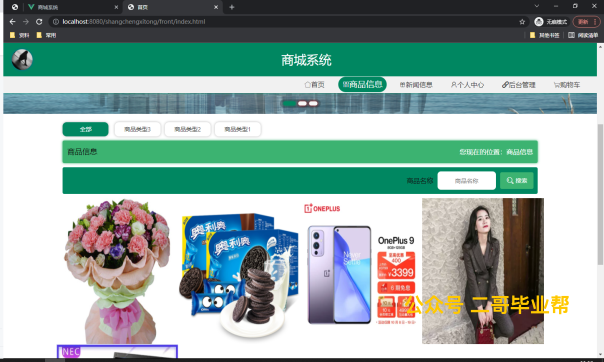 商城系统
首页
localhost:8080/shangchengxitong/front/index.html
无痕模式
更新
资料
常用
其他书签
阅读清单
商城系统
首页
商品信息
新闻信息
个人中心
后台管理
购物车
全部
商品类型3
商品类型2
商品类型1
商品信息
您现在的位置：商品信息
商品名称
商品名称
搜索
奥利奥
奥利奥
ONEPLUS
OnePlus 9
3399
公众号 二哥毕业帮
NEC